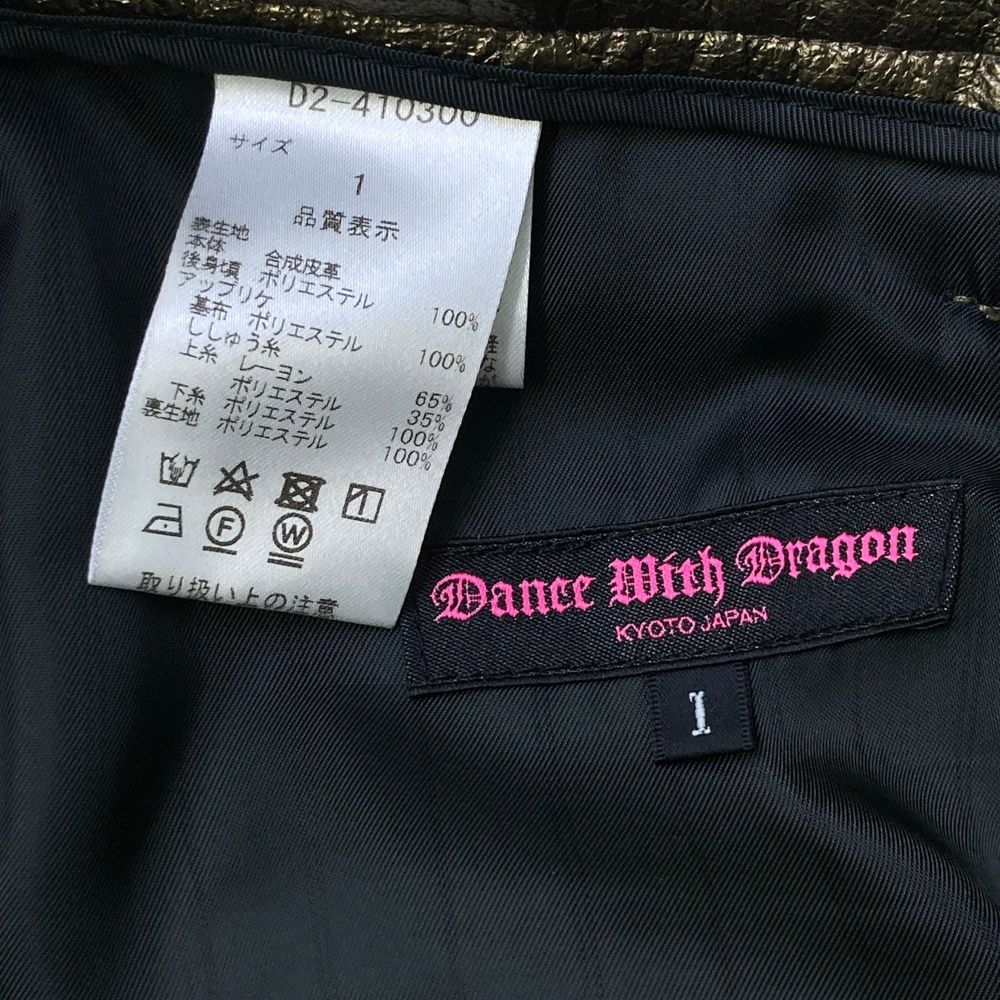 D2-410300
サイズ
1
品質表示
表生地
本体 合成皮革
後身頃 ポリエステル 100%
アップリケ
基布 ポリエステル 100%
ししゅう糸
上糸 レーヨン 65%
ポリエステル 35%
下糸 ポリエステル 100%
裏生地 ポリエステル 100%
1
F
W
取り扱い上の注意
Dance With Dragon
KYOTO JAPAN
1